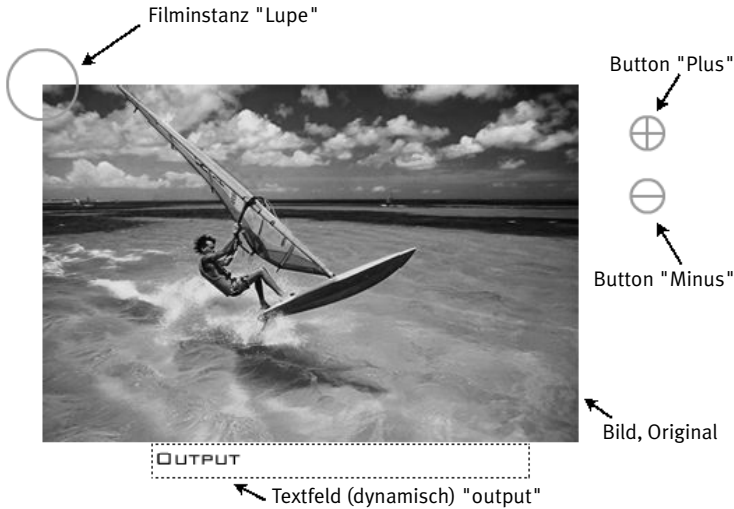 Filminstanz "Lupe"
Button "Plus"
Button "Minus"
Bild, Original
OUTPUT
Textfeld (dynamisch) "output"